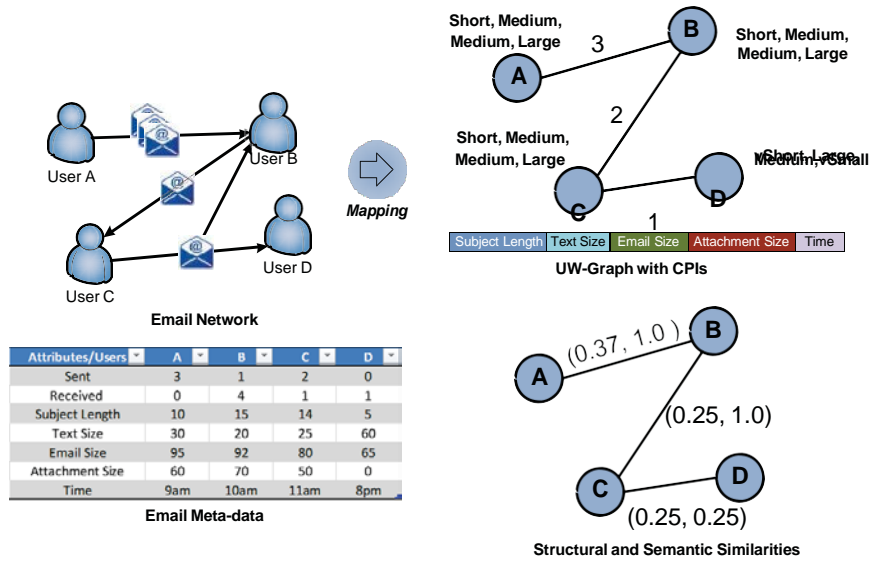 User A
User B
User C
User D
Email Network
Mapping
Short, Medium,
Medium, Large
A
3
B
Short, Medium,
Medium, Large
2
Short, Medium,
Medium, Large
C
D
vShort, Large,
Medium, vSmall
1
Subject Length Text Size Email Size Attachment Size Time
UW-Graph with CPIs
Attributes/Users A B C D
Sent 3 1 2 0
Received 0 4 1 1
Subject Length 10 15 14 5
Text Size 30 20 25 60
Email Size 95 92 80 65
Attachment Size 60 70 50 0
Time 9am 10am 11am 8pm
Email Meta-data
A
(0.37, 1.0 )
B
(0.25, 1.0)
C
D
(0.25, 0.25)
Structural and Semantic Similarities